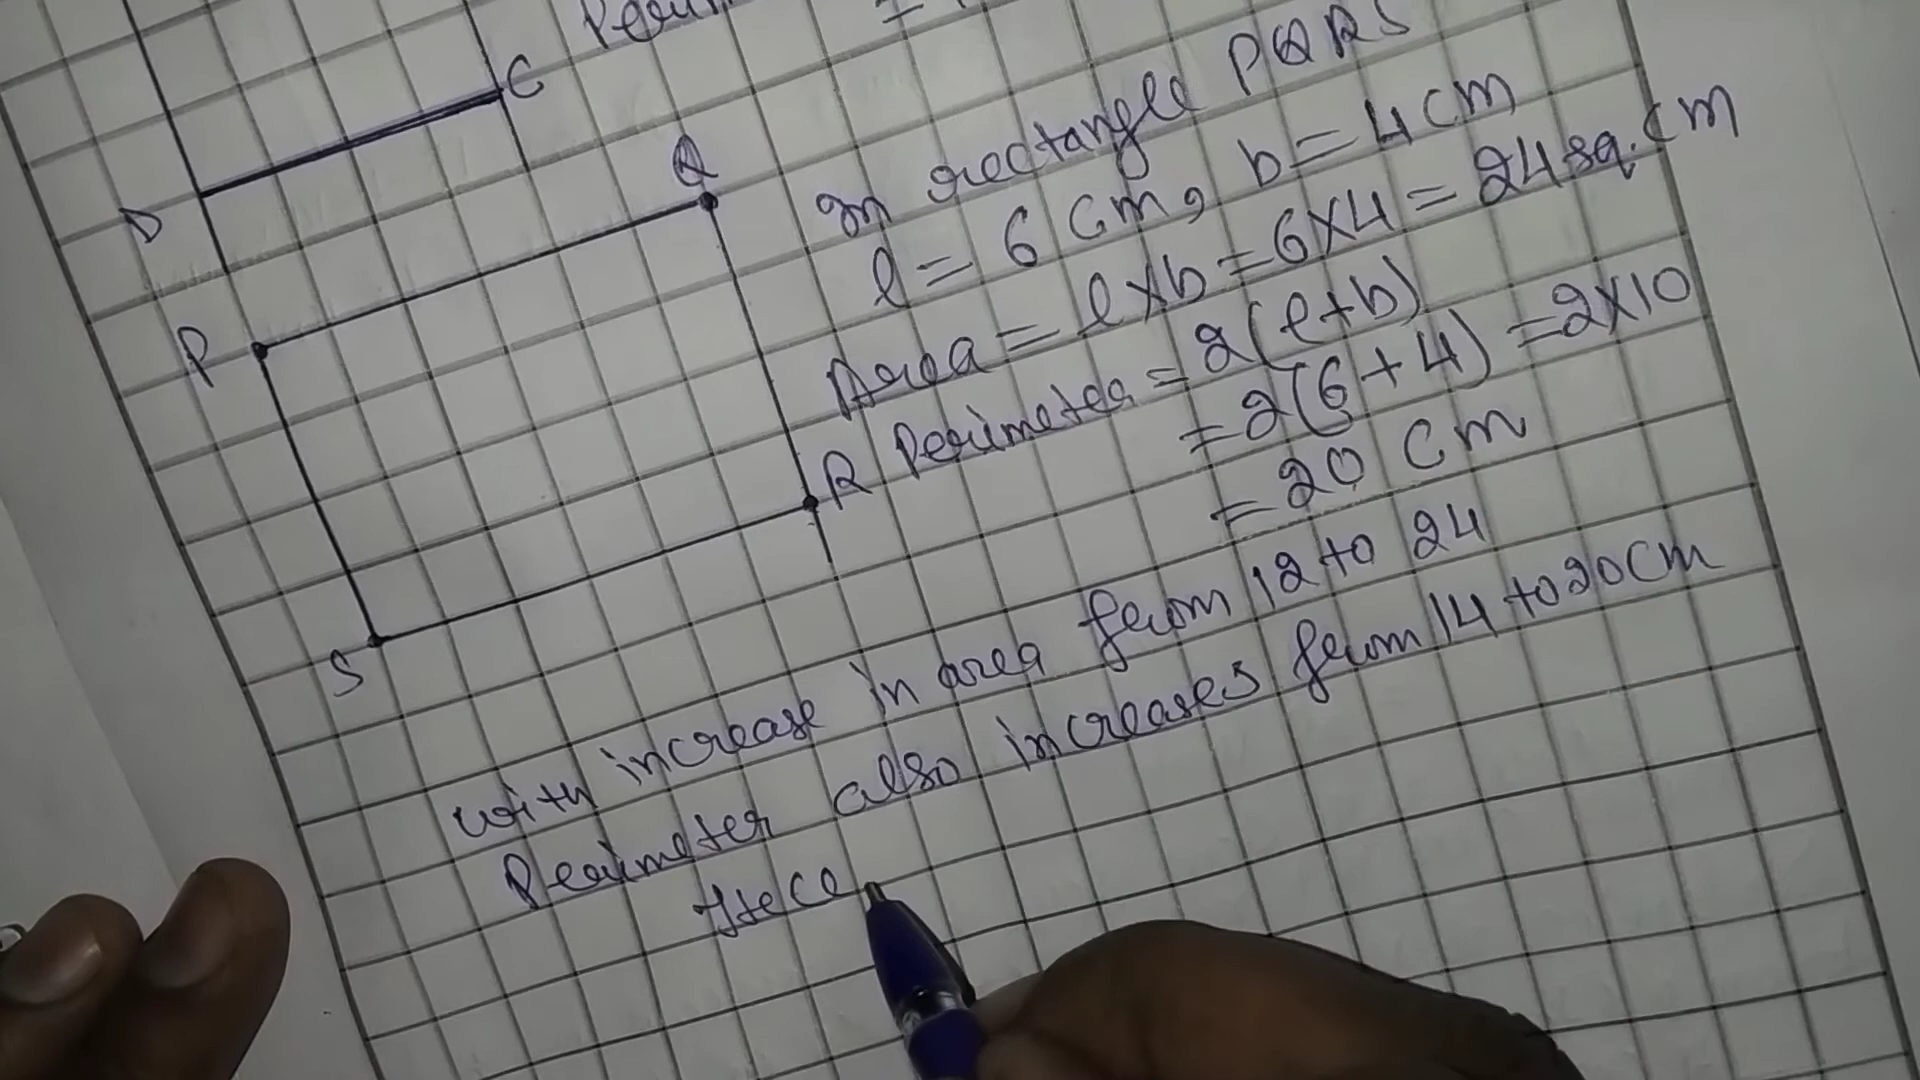 C
D
Q
P
R
S
In rectangle PQRS
l = 6 cm, b = 4 cm
Area = l×b = 6×4 = 24 sq.cm
Perimeter = 2(l+b)
= 2(6+4) = 2×10
= 20 cm
with increase in area from 12 to 24
Perimeter also increases from 14 to 20 cm